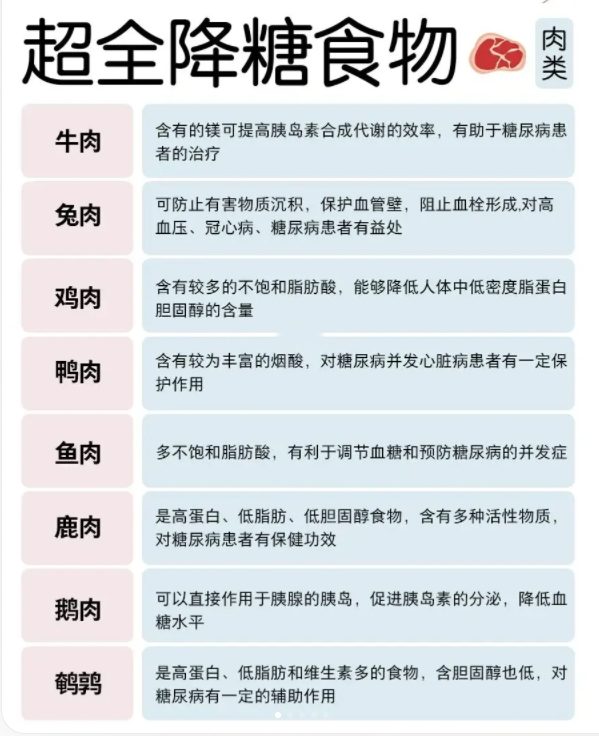 超全降糖食物
肉类
牛肉
含有的镁可提高胰岛素合成代谢的效率，有助于糖尿病患
者的治疗
兔肉
可防止有害物质沉积，保护血管壁，阻止血栓形成,对高
血压、冠心病、糖尿病患者有益处
鸡肉
含有较多的不饱和脂肪酸，能够降低人体中低密度脂蛋白
胆固醇的含量
鸭肉
含有较为丰富的烟酸，对糖尿病并发心脏病患者有一定保
护作用
鱼肉
多不饱和脂肪酸，有利于调节血糖和预防糖尿病的并发症
鹿肉
是高蛋白、低脂肪、低胆固醇食物，含有多种活性物质，
对糖尿病患者有保健功效
鹅肉
可以直接作用于胰腺的胰岛，促进胰岛素的分泌，降低血
糖水平
鹌鹑
是高蛋白、低脂肪和维生素多的食物，含胆固醇也低，对
糖尿病有一定的辅助作用